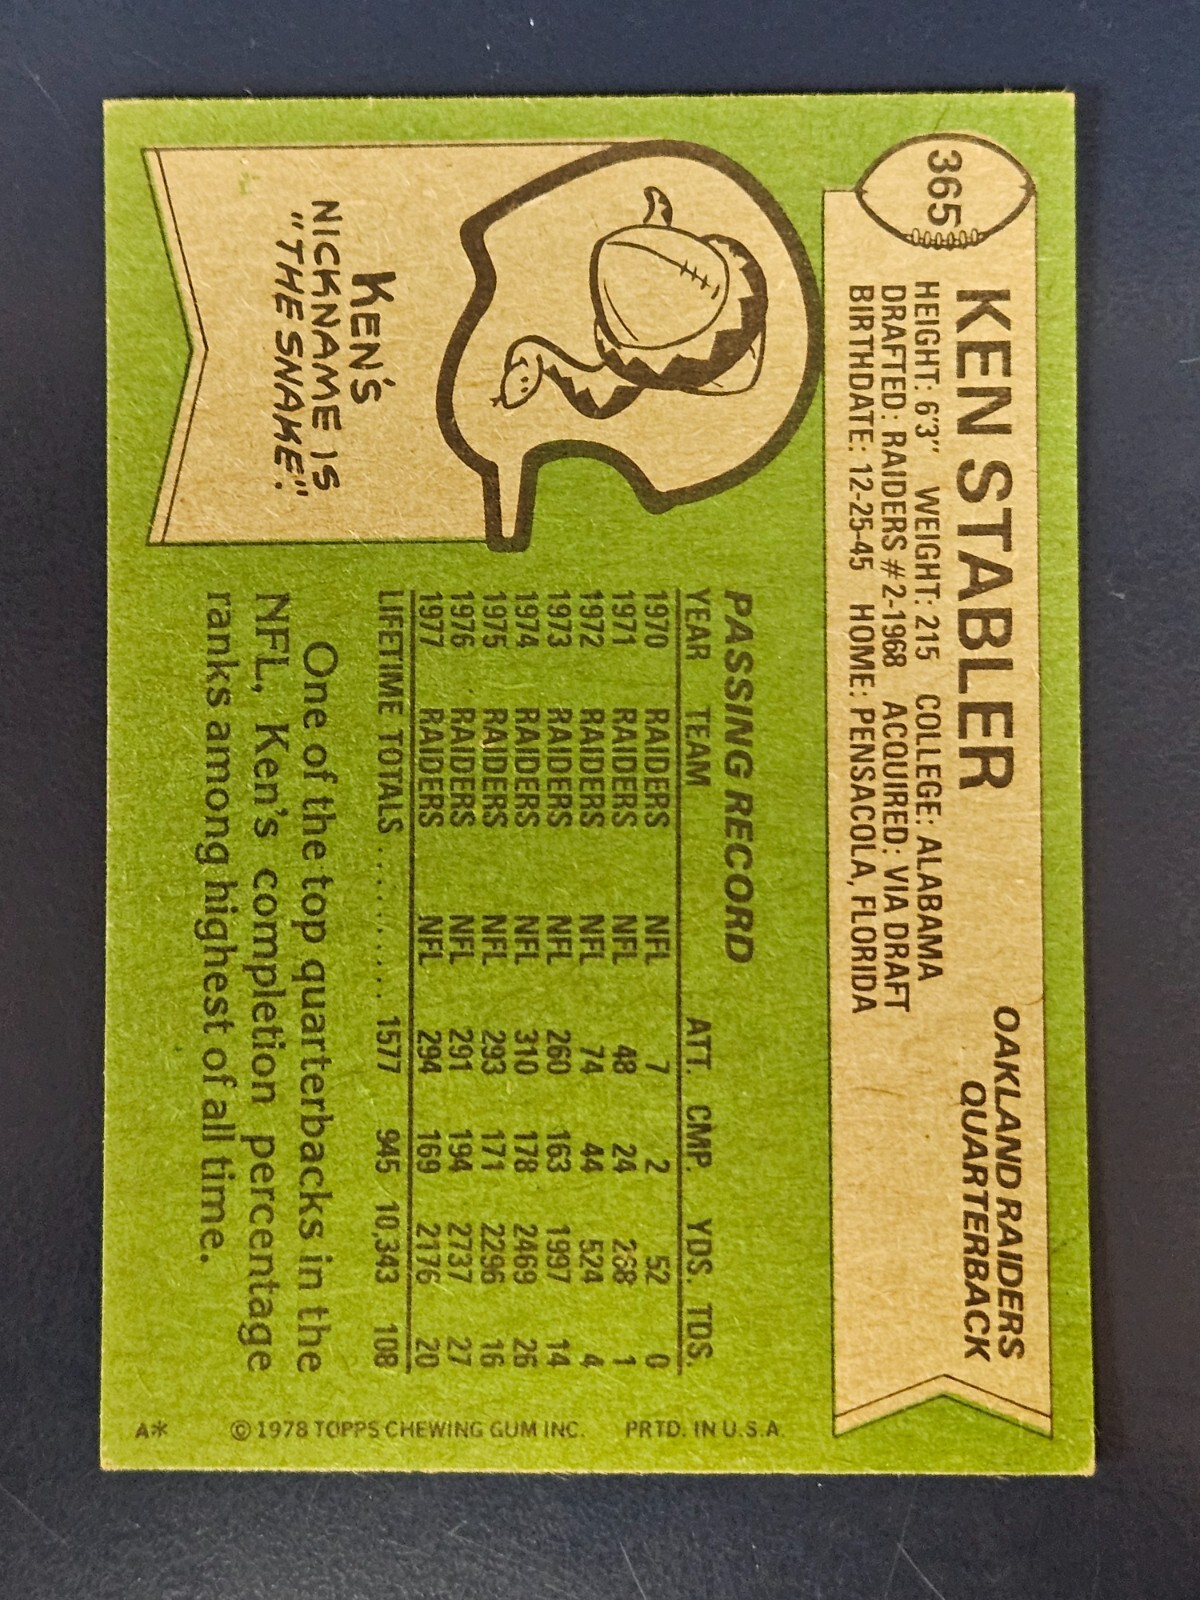 365
KEN STABLER
OAKLAND RAIDERS
QUARTERBACK
HEIGHT: 6'3" WEIGHT: 215 COLLEGE: ALABAMA
DRAFTED: RAIDERS #2-1968 ACQUIRED: VIA DRAFT
BIRTHDATE: 12-25-45 HOME: PENSACOLA, FLORIDA
KEN'S
NICKNAME IS
"THE SNAKE".
PASSING RECORD
YEAR TEAM ATT. CMP. YDS. TDS.
1970 RAIDERS NFL 7 2 52 0
1971 RAIDERS NFL 48 24 268 1
1972 RAIDERS NFL 74 44 524 4
1973 RAIDERS NFL 260 163 1997 14
1974 RAIDERS NFL 310 178 2469 26
1975 RAIDERS NFL 293 171 2296 16
1976 RAIDERS NFL 291 194 2737 27
1977 RAIDERS NFL 294 169 2176 20
LIFETIME TOTALS .......... 1577 945 10,343 108
One of the top quarterbacks in the
NFL, Ken's completion percentage
ranks among highest of all time.
A* © 1978 TOPPS CHEWING GUM INC. PRTD. IN U.S.A.